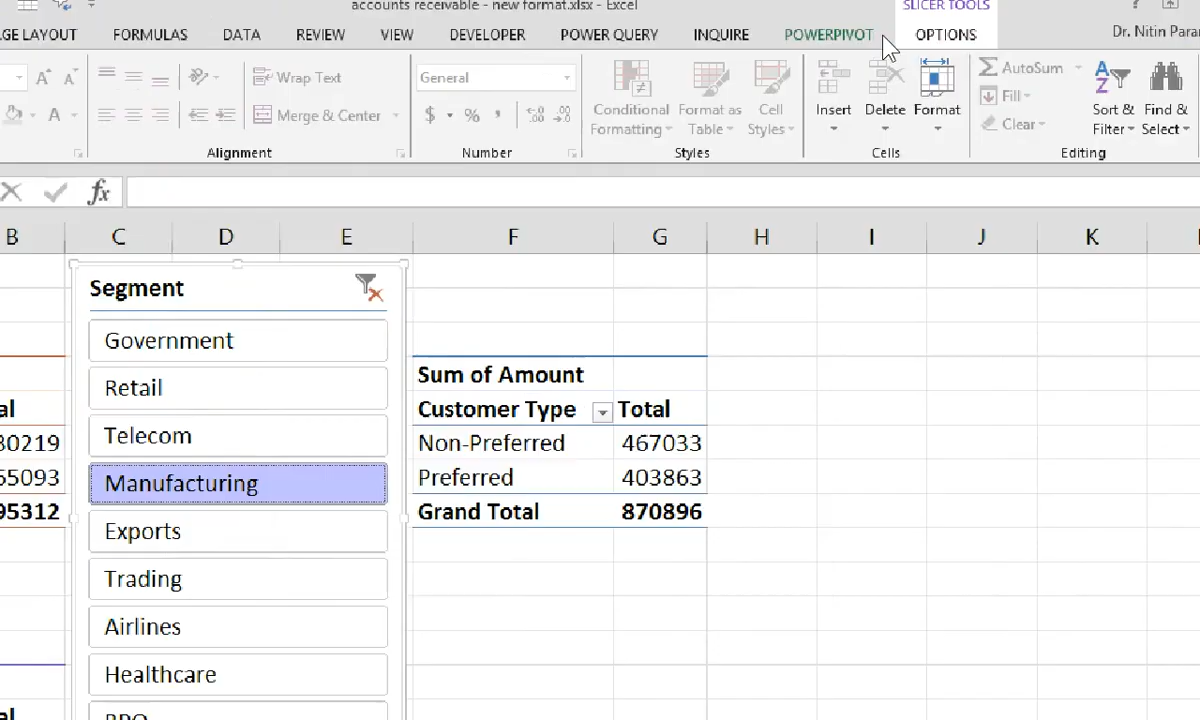 accounts receivable - new format.xlsx - Excel
SLICER TOOLS
?
GE LAYOUT FORMULAS DATA REVIEW VIEW DEVELOPER POWER QUERY INQUIRE POWERPIVOT OPTIONS Dr. Nitin Para
Wrap Text
Merge & Center
Alignment
General
$ %
Number
Conditional Formatting
Format as Table
Cell Styles
Styles
Insert Delete Format
Cells
AutoSum
Fill
Clear
Sort & Filter
Find & Select
Editing
fx
B C D E F G H I J K
Segment
Government
Retail
Telecom
Manufacturing
Exports
Trading
Airlines
Healthcare
BPO
al
30219
65093
95312
al
Sum of Amount
Customer Type Total
Non-Preferred 467033
Preferred 403863
Grand Total 870896